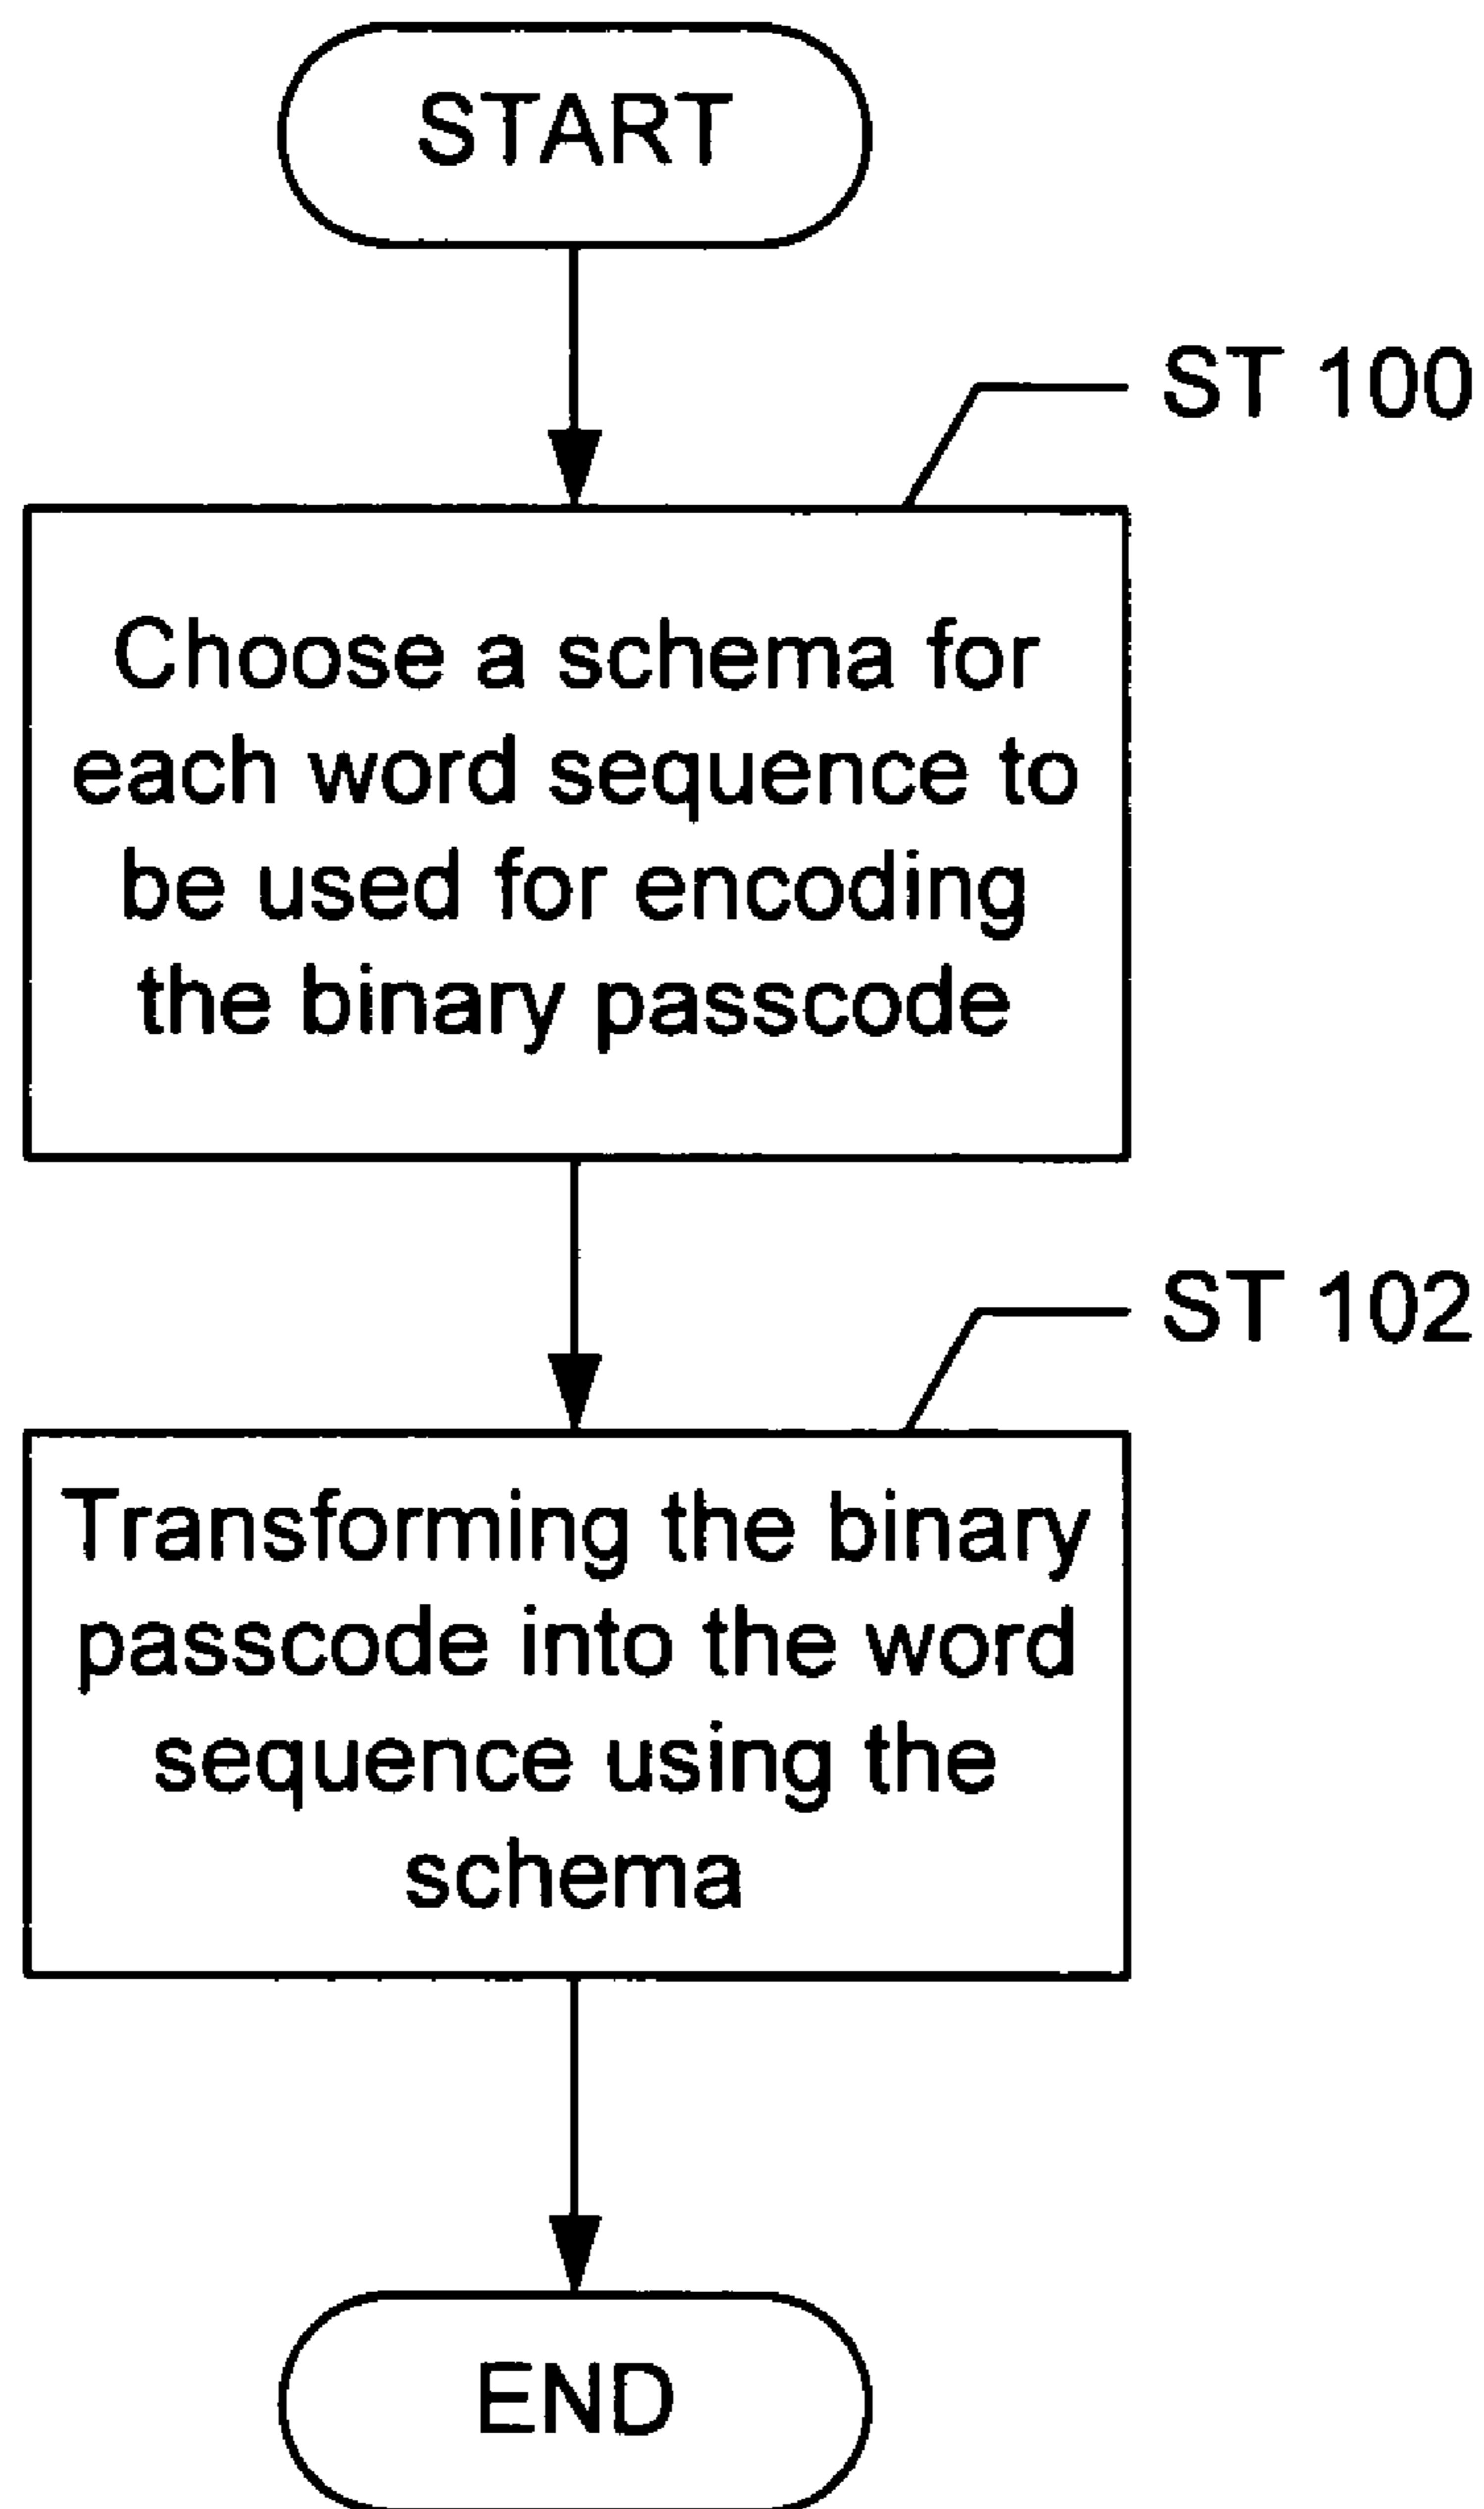 START
ST 100
Choose a schema for
each word sequence to
be used for encoding
the binary passcode
ST 102
Transforming the binary
passcode into the word
sequence using the
schema
END